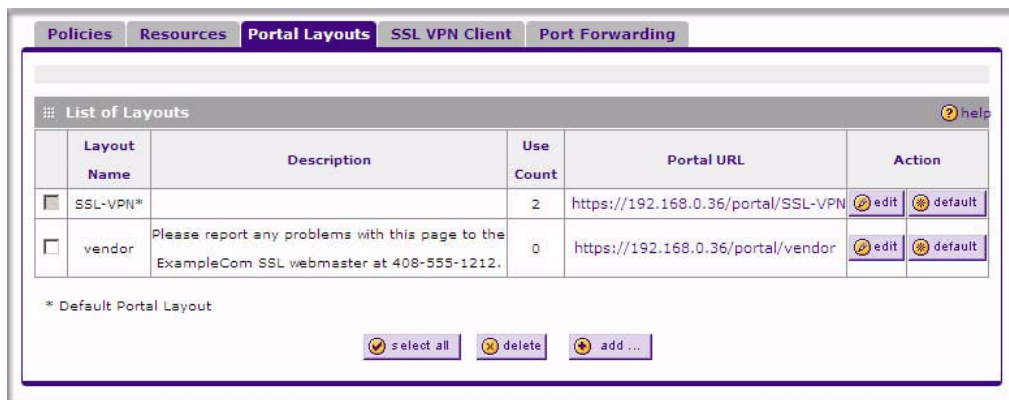 Policies Resources Portal Layouts SSL VPN Client Port Forwarding
List of Layouts help
Layout Name Description Use Count Portal URL Action
SSL-VPN* 2 https://192.168.0.36/portal/SSL-VPN edit default
vendor Please report any problems with this page to the ExampleCom SSL webmaster at 408-555-1212. 0 https://192.168.0.36/portal/vendor edit default
* Default Portal Layout
select all delete add ...